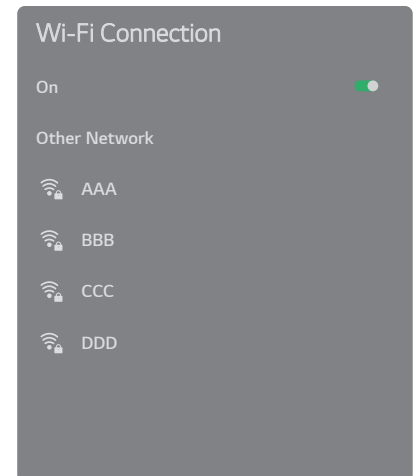 Wi-Fi Connection
On
Other Network
AAA
BBB
CCC
DDD